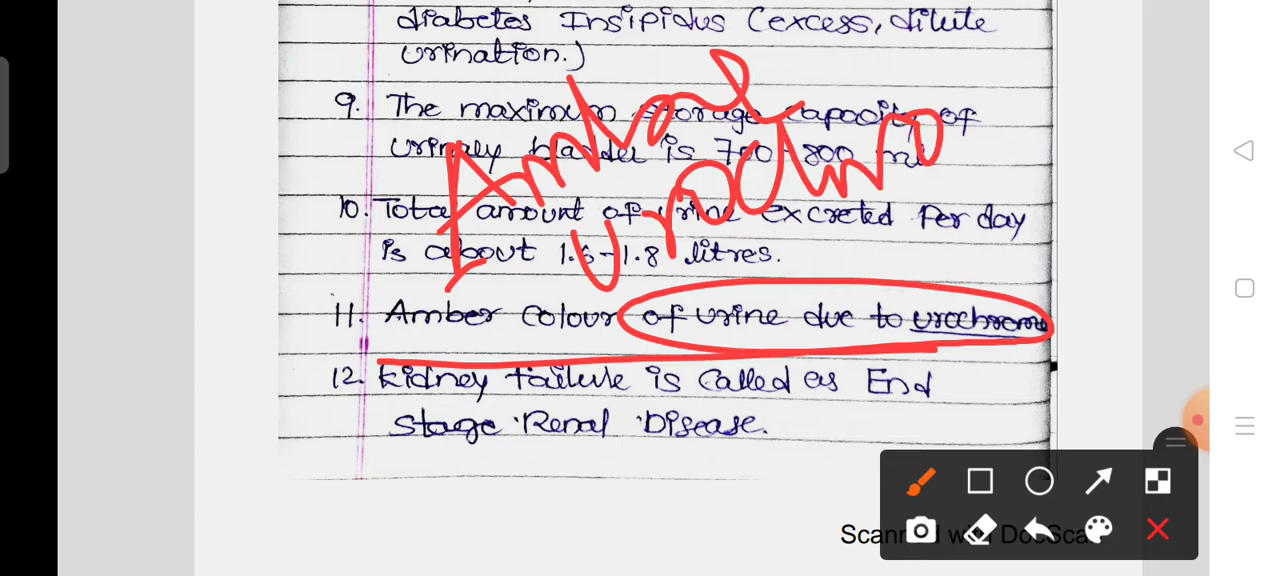 diabetes Insipidus (excess, dilute
urination.)
9. The maximum storage capacity of
urinary bladder is 700-800 ml
10. Total amount of urine excreted per day
is about 1.6-1.8 litres.
11. Amber colour of urine due to urochrome
12. Kidney failure is called as End
Stage Renal Disease.
Amber
Scanned with DocScan